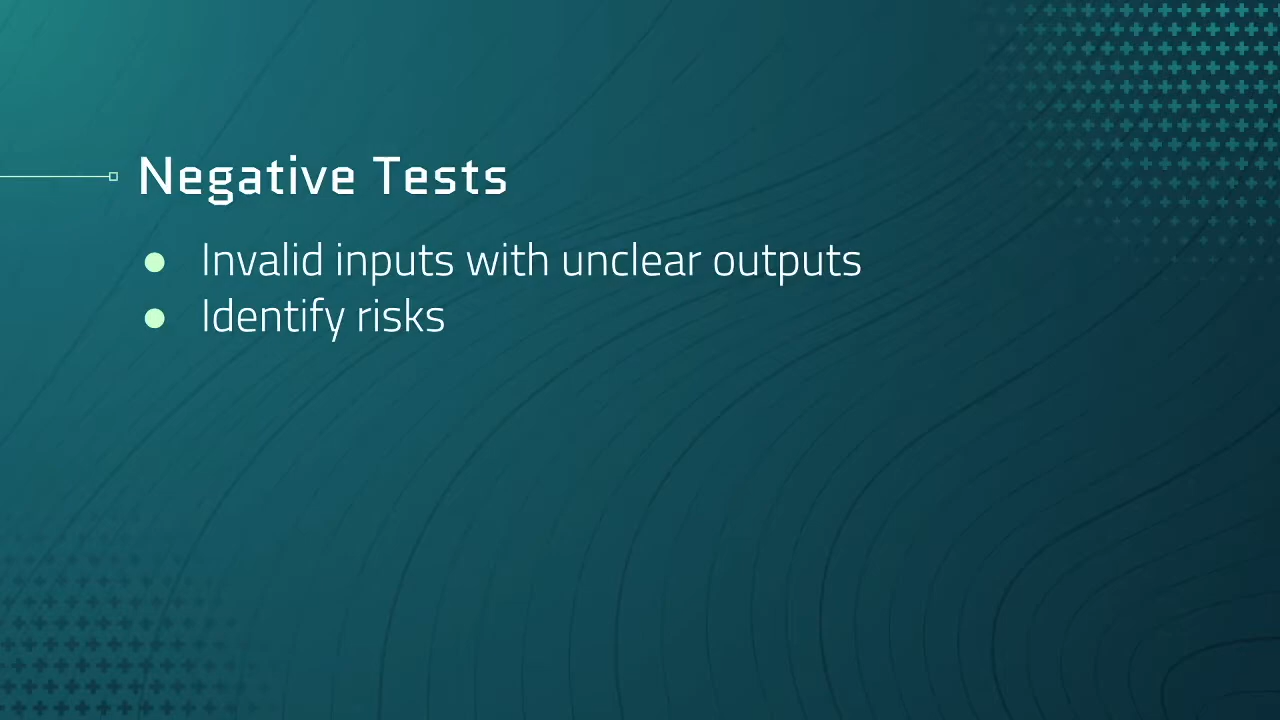 Negative Tests
Invalid inputs with unclear outputs
Identify risks